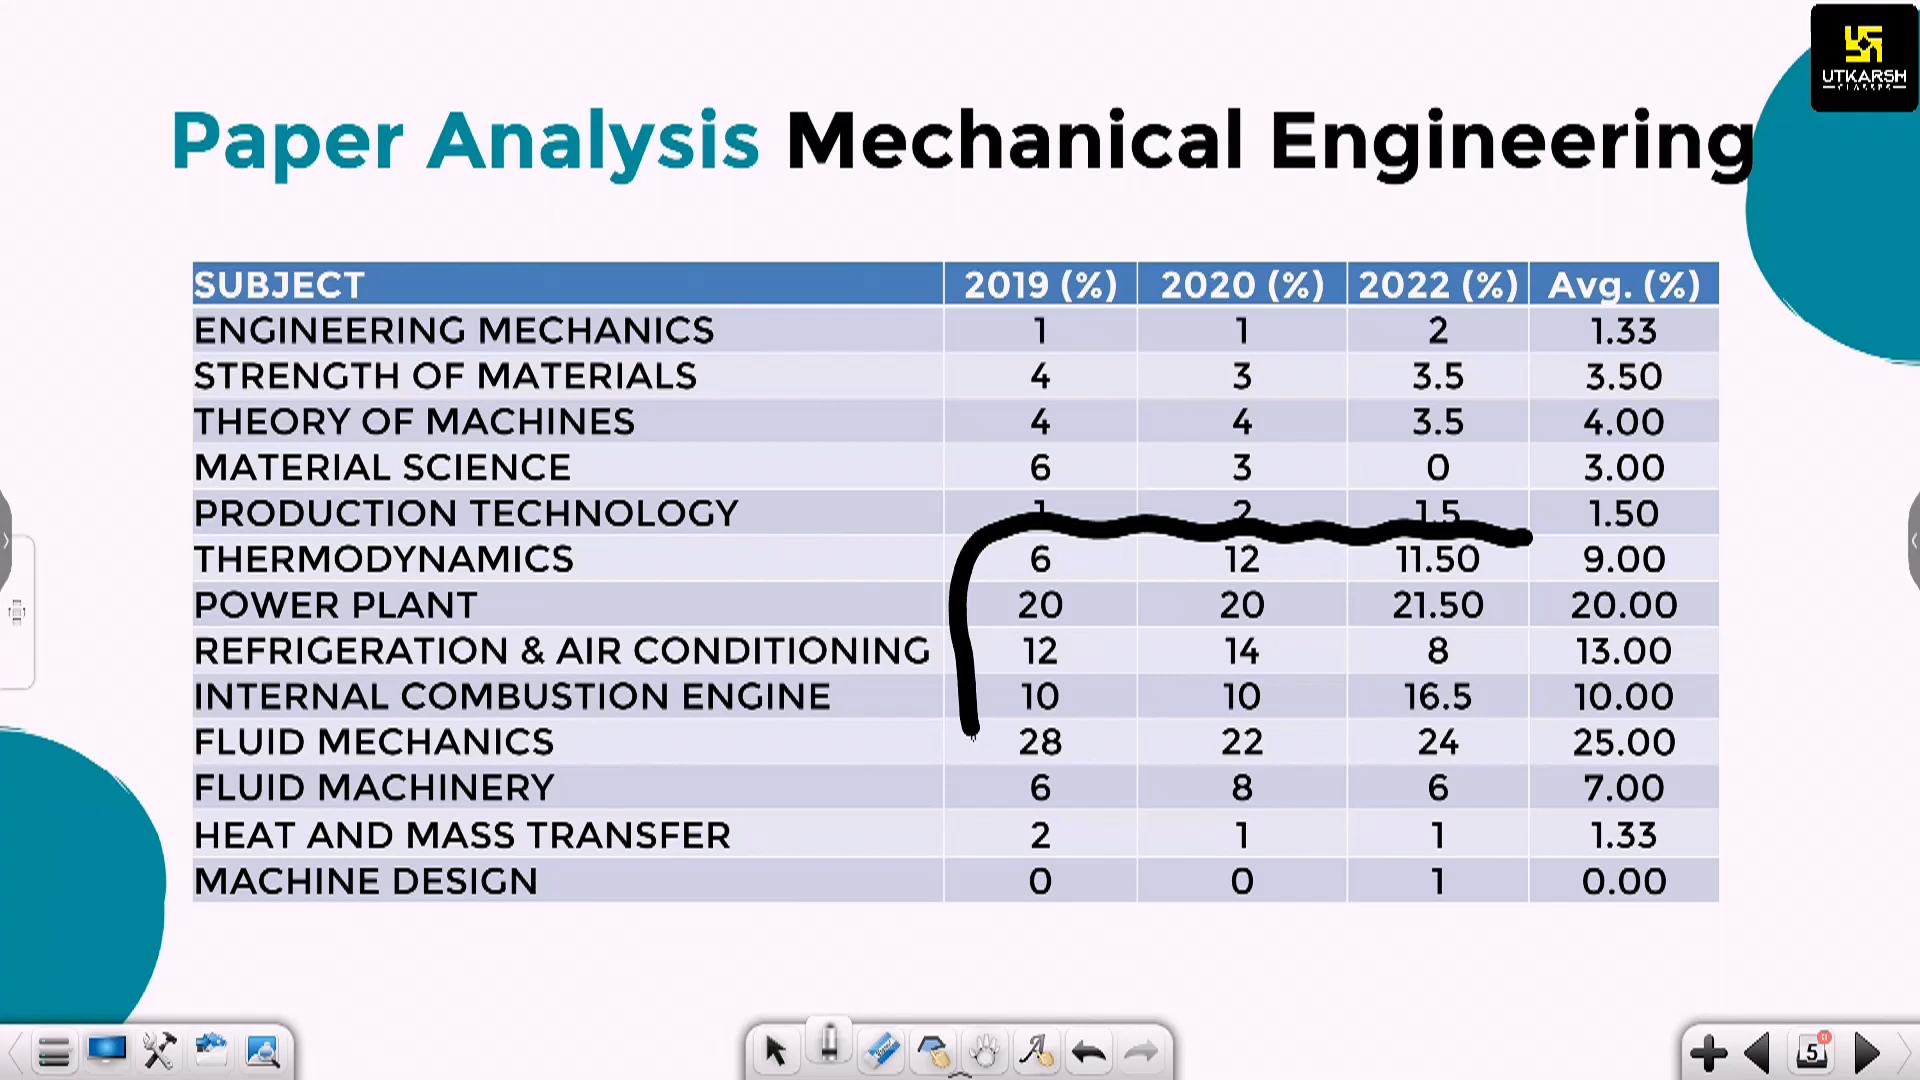 UTKARSH
CLASSES
Paper Analysis Mechanical Engineering
SUBJECT 2019 (%) 2020 (%) 2022 (%) Avg. (%)
ENGINEERING MECHANICS 1 1 2 1.33
STRENGTH OF MATERIALS 4 3 3.5 3.50
THEORY OF MACHINES 4 4 3.5 4.00
MATERIAL SCIENCE 6 3 0 3.00
PRODUCTION TECHNOLOGY 1 2 1.5 1.50
THERMODYNAMICS 6 12 11.50 9.00
POWER PLANT 20 20 21.50 20.00
REFRIGERATION & AIR CONDITIONING 12 14 8 13.00
INTERNAL COMBUSTION ENGINE 10 10 16.5 10.00
FLUID MECHANICS 28 22 24 25.00
FLUID MACHINERY 6 8 6 7.00
HEAT AND MASS TRANSFER 2 1 1 1.33
MACHINE DESIGN 0 0 1 0.00
5